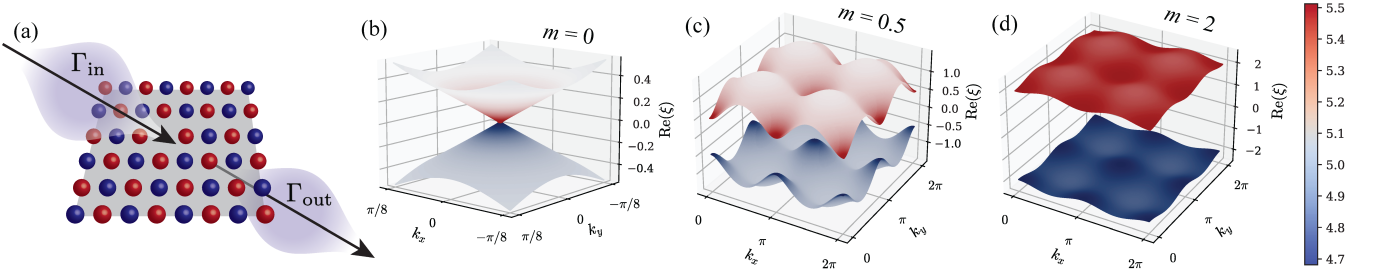 (a)
Γin
Γout
(b)
m = 0
0.4
0.2
0.0
−0.2
−0.4
Re(ξ)
π/8
0
−π/8
kx
π/8
0
−π/8
ky
(c)
m = 0.5
1.0
0.5
0.0
−0.5
−1.0
Re(ξ)
0
π
2π
kx
0
π
2π
ky
(d)
m = 2
2
1
0
−1
−2
Re(ξ)
0
π
2π
kx
0
π
2π
ky
5.5
5.4
5.3
5.2
5.1
5.0
4.9
4.8
4.7